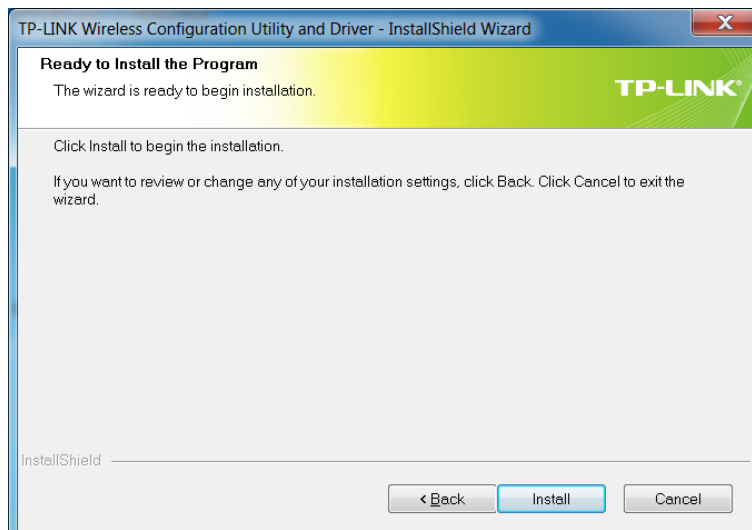 TP-LINK Wireless Configuration Utility and Driver - InstallShield Wizard
X
Ready to Install the Program
The wizard is ready to begin installation.
TP-LINK®
Click Install to begin the installation.
If you want to review or change any of your installation settings, click Back. Click Cancel to exit the
wizard.
InstallShield
< Back
Install
Cancel